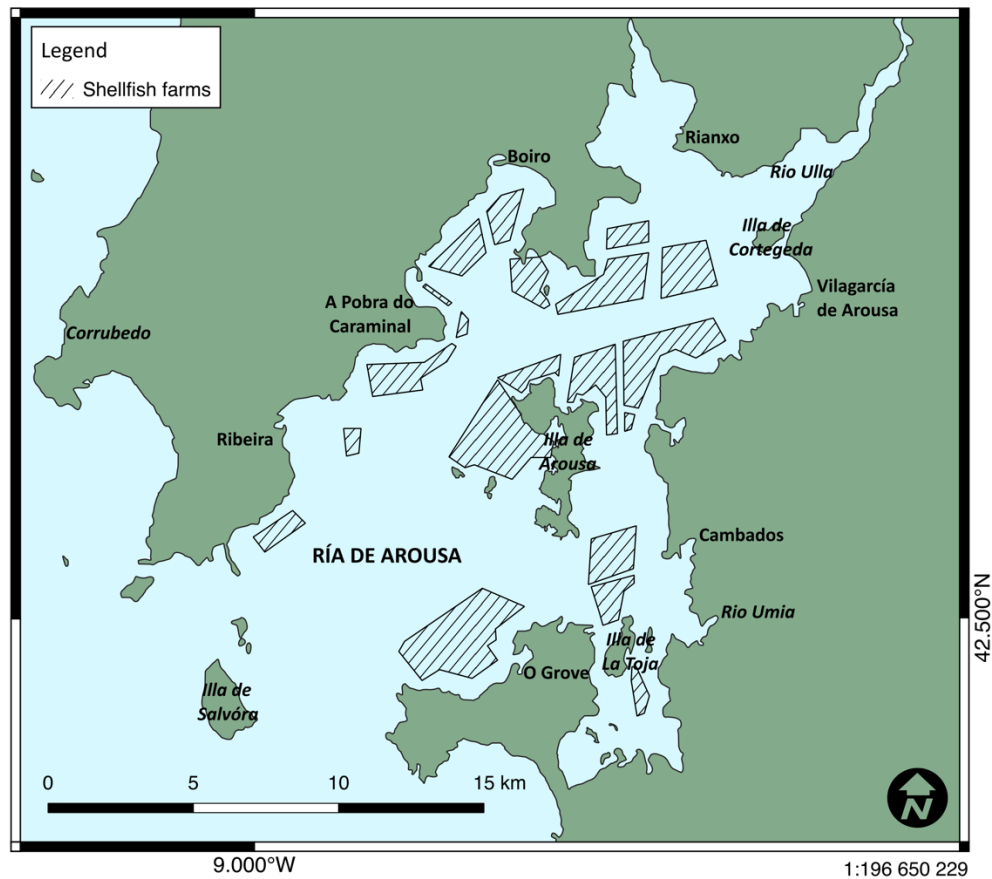 Legend
Shellfish farms
Boiro
Rianxo
Rio Ulla
Illa de
Cortegeda
Vilagarcía
de Arousa
A Pobra do
Caraminal
Corrubedo
Ribeira
Illa de
Arousa
Cambados
RÍA DE AROUSA
Rio Umia
Illa de
La Toja
O Grove
Illa de
Salvóra
0 5 10 15 km
N
42.500°N
9.000°W
1:196 650 229